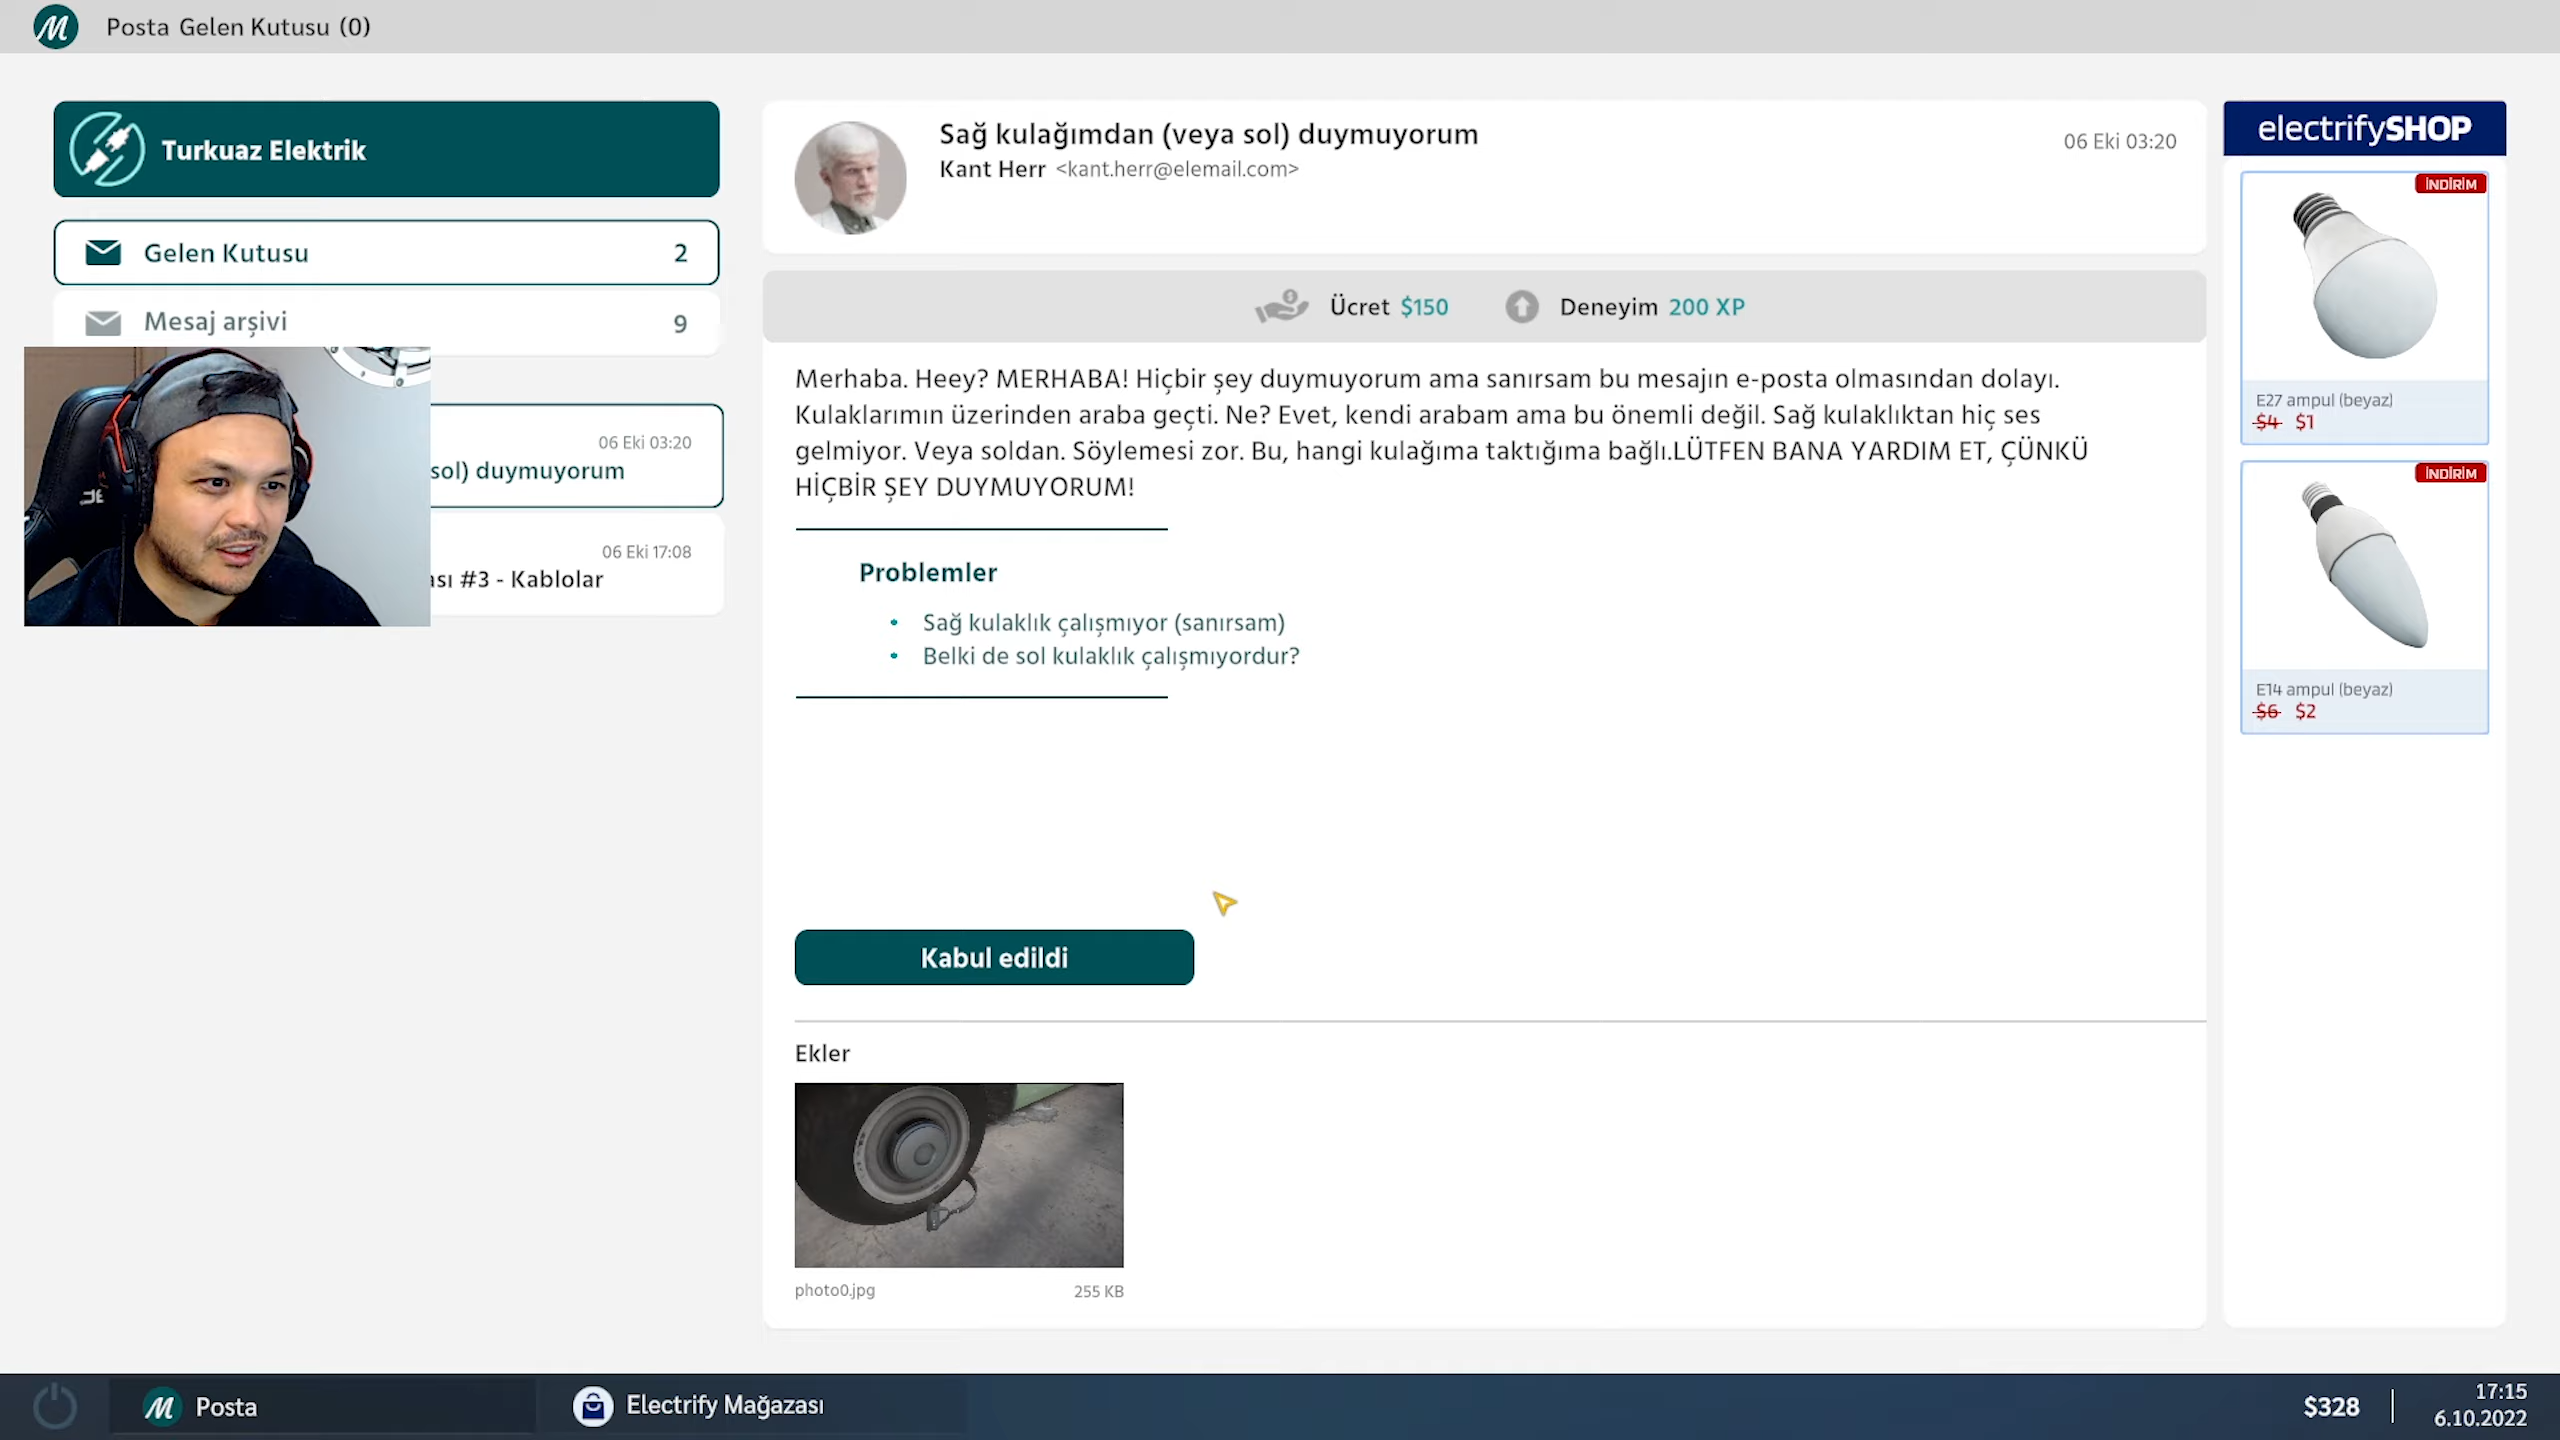 Posta Gelen Kutusu (0)
Turkuaz Elektrik
Gelen Kutusu 2
Mesaj arşivi 9
06 Eki 03:20
sol) duymuyorum
06 Eki 17:08
ası #3 - Kablolar
Sağ kulağımdan (veya sol) duymuyorum
06 Eki 03:20
Kant Herr <kant.herr@elemail.com>
Ücret $150 Deneyim 200 XP
Merhaba. Heey? MERHABA! Hiçbir şey duymuyorum ama sanırsam bu mesajın e-posta olmasından dolayı.
Kulaklarımın üzerinden araba geçti. Ne? Evet, kendi arabam ama bu önemli değil. Sağ kulaklıktan hiç ses
gelmiyor. Veya soldan. Söylemesi zor. Bu, hangi kulağıma taktığıma bağlı.LÜTFEN BANA YARDIM ET, ÇÜNKÜ
HİÇBİR ŞEY DUYMUYORUM!
Problemler
• Sağ kulaklık çalışmıyor (sanırsam)
• Belki de sol kulaklık çalışmıyordur?
Kabul edildi
Ekler
photo0.jpg 255 KB
electrifySHOP
İNDİRİM
E27 ampul (beyaz)
$4 $1
İNDİRİM
E14 ampul (beyaz)
$6 $2
Posta
Electrify Mağazası
$328
17:15
6.10.2022